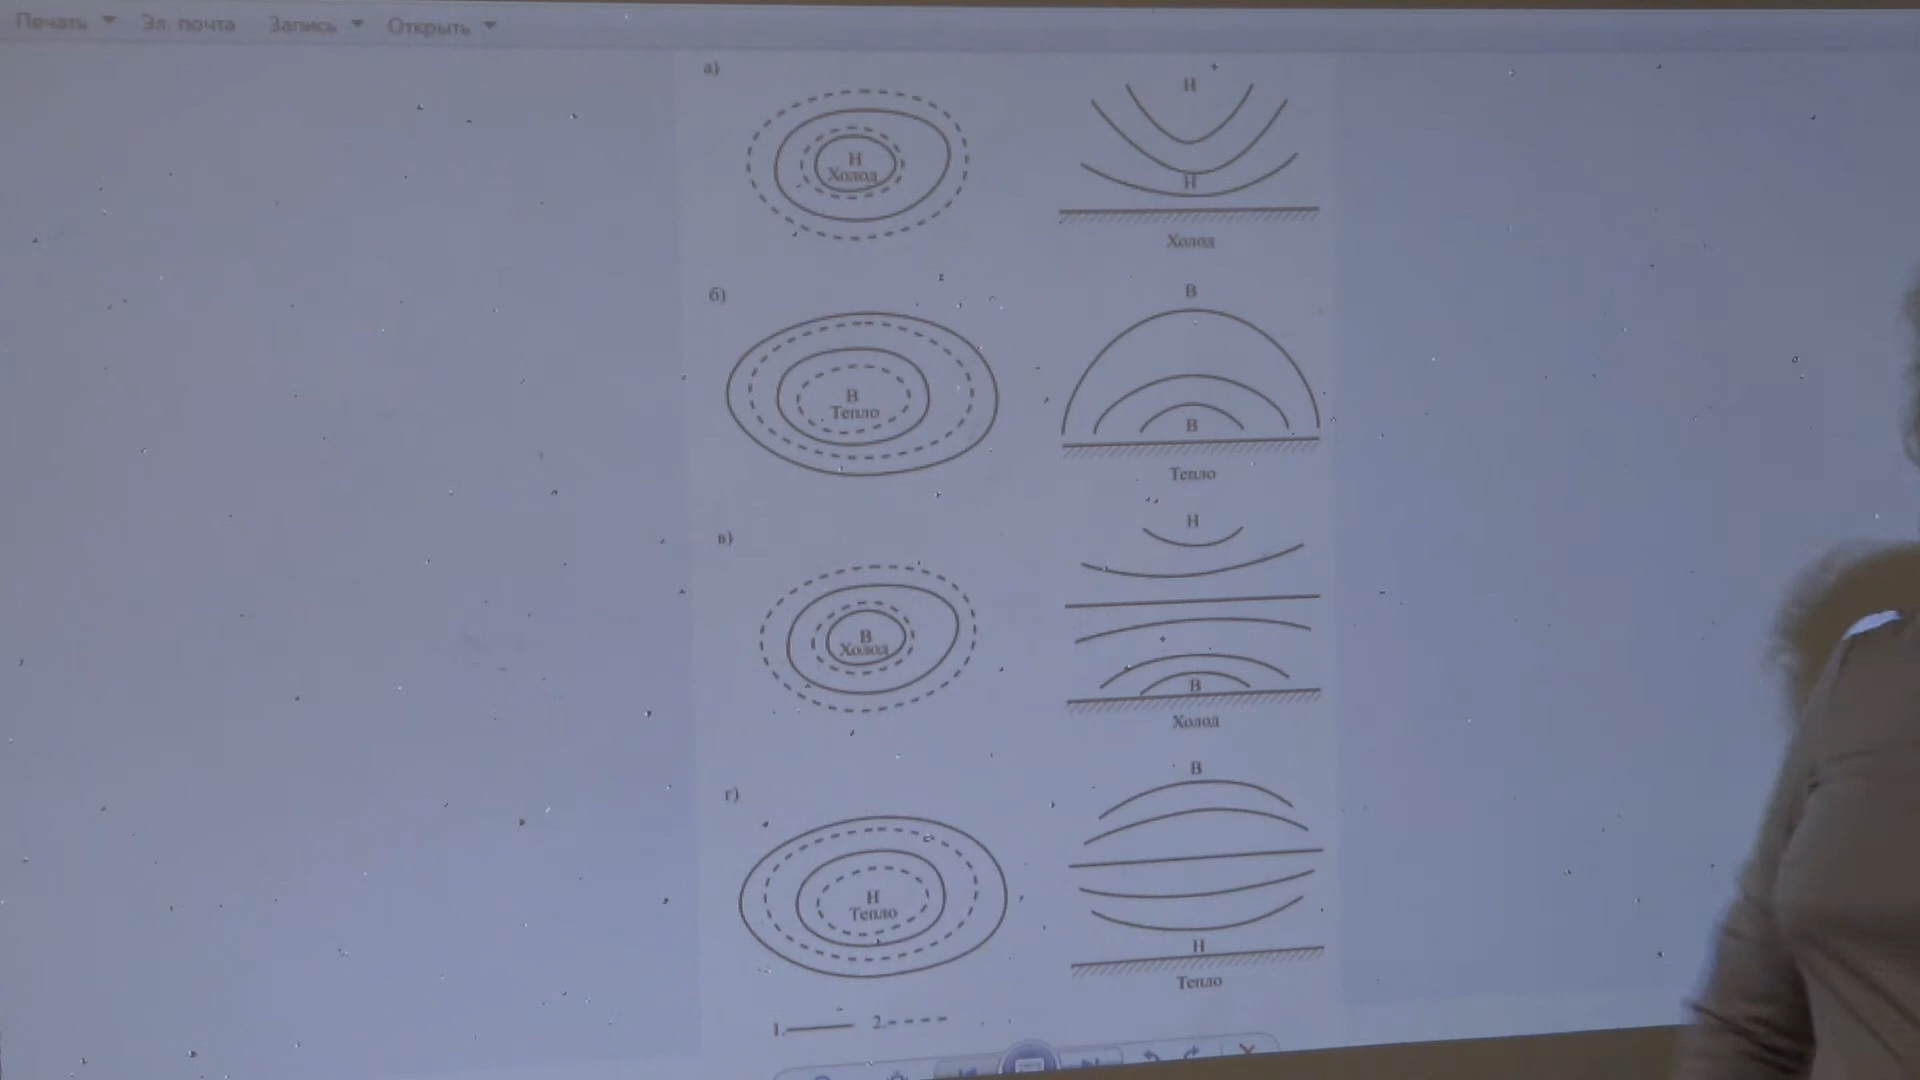 Печать Эл. почта Запись Открыть
а)
Н
Холод
Н
Н
Холод
б)
В
Тепло
В
В
Тепло
в)
В
Холод
Н
В
Холод
г)
Н
Тепло
В
Н
Тепло
1. 2.